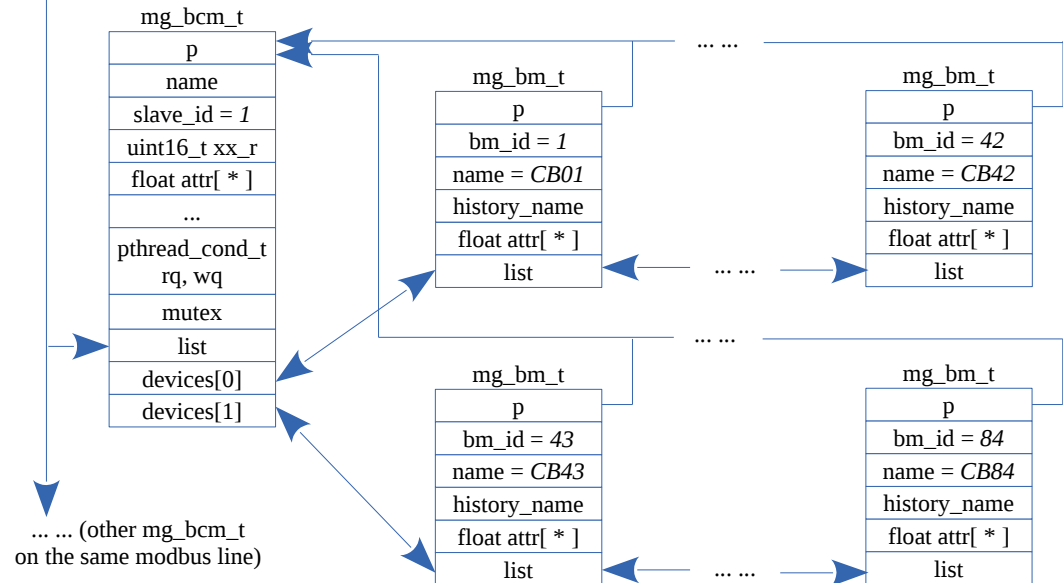 mg_bcm_t
p
name
slave_id = 1
uint16_t xx_r
float attr[ * ]
...
pthread_cond_t
rq, wq
mutex
list
devices[0]
devices[1]
... ... (other mg_bcm_t
on the same modbus line)
... ...
mg_bm_t
p
bm_id = 1
name = CB01
history_name
float attr[ * ]
list
... ...
mg_bm_t
p
bm_id = 42
name = CB42
history_name
float attr[ * ]
list
... ...
mg_bm_t
p
bm_id = 43
name = CB43
history_name
float attr[ * ]
list
... ...
mg_bm_t
p
bm_id = 84
name = CB84
history_name
float attr[ * ]
list